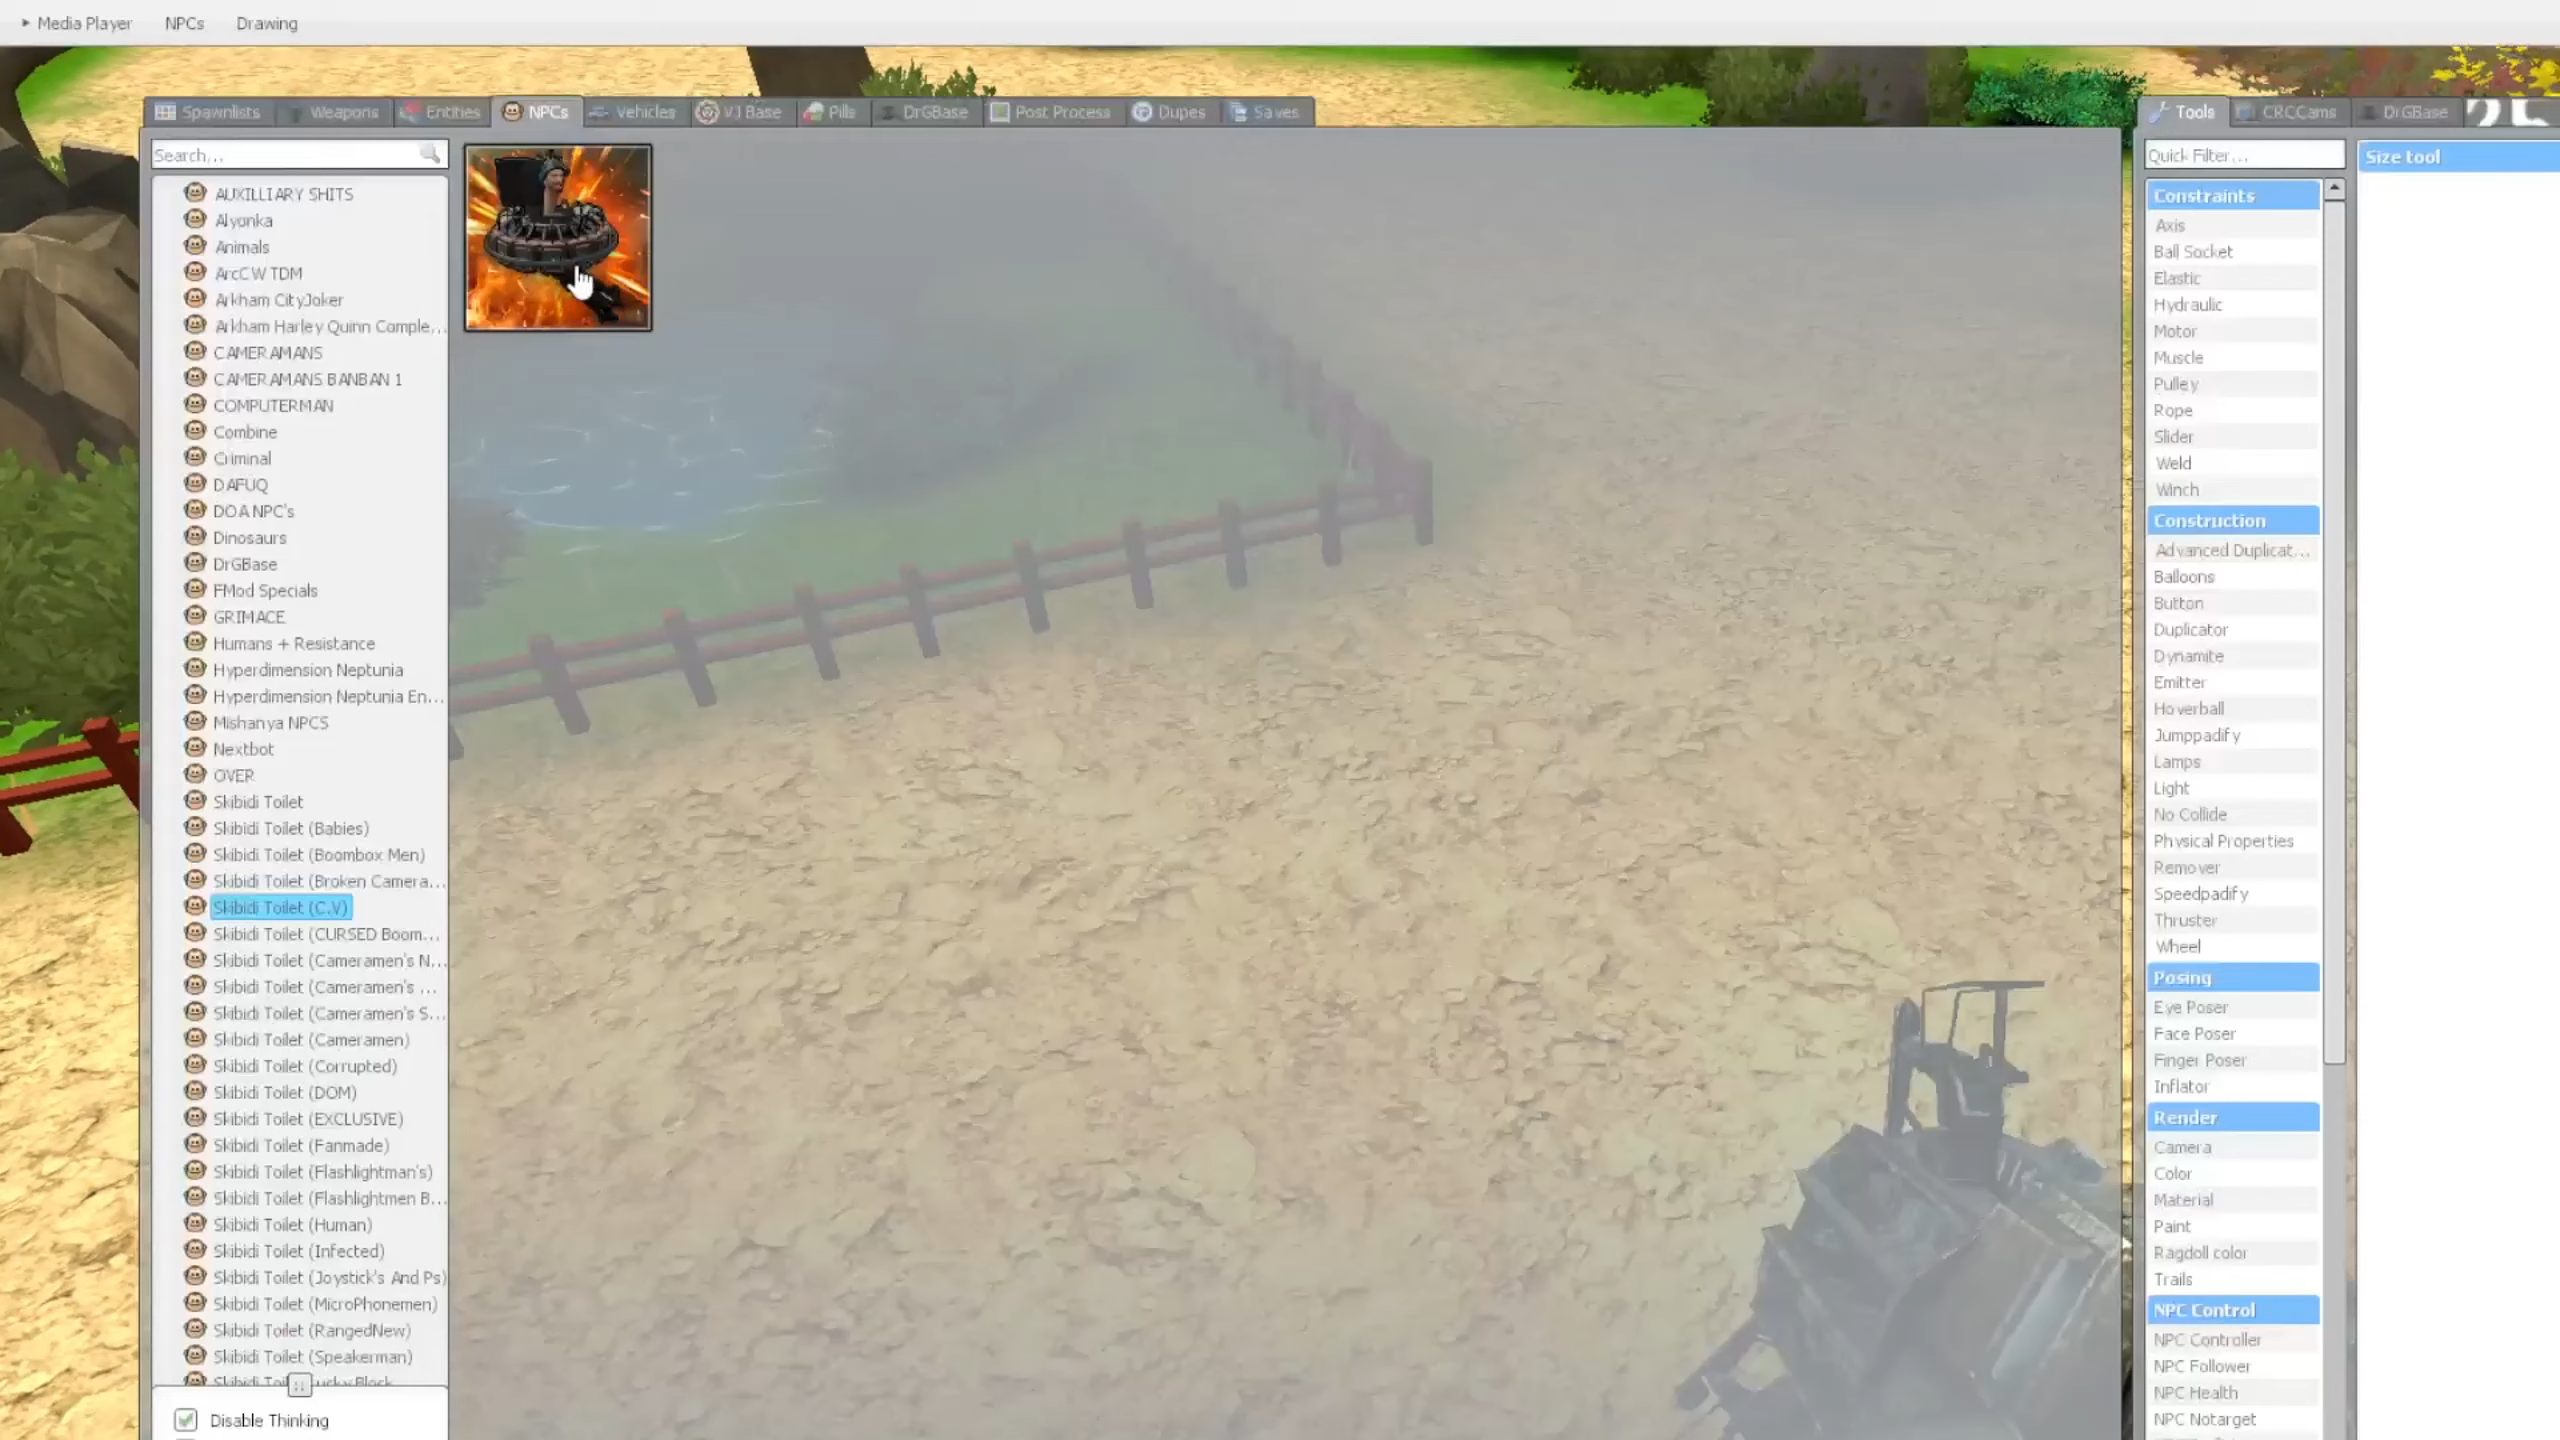 Media Player NPCs Drawing
Spawnlists Weapons Entities NPCs Vehicles VJ Base Pills DrGBase Post Process Dupes Saves
Tools CRCCams DrGBase
Search...
Quick Filter...
Size tool
AUXILLIARY SHITS
Alyonka
Animals
ArcCW TDM
Arkham CityJoker
Arkham Harley Quinn Comple...
CAMERAMANS
CAMERAMANS BANBAN 1
COMPUTERMAN
Combine
Criminal
DAFUQ
DOA NPC's
Dinosaurs
DrGBase
FMod Specials
GRIMACE
Humans + Resistance
Hyperdimension Neptunia
Hyperdimension Neptunia En...
Mishanya NPCS
Nextbot
OVER
Skibidi Toilet
Skibidi Toilet (Babies)
Skibidi Toilet (Boombox Men)
Skibidi Toilet (Broken Camera...
Skibidi Toilet (C.V)
Skibidi Toilet (CURSED Boom...
Skibidi Toilet (Cameramen's N...
Skibidi Toilet (Cameramen's ...
Skibidi Toilet (Cameramen's S...
Skibidi Toilet (Cameramen)
Skibidi Toilet (Corrupted)
Skibidi Toilet (DOM)
Skibidi Toilet (EXCLUSIVE)
Skibidi Toilet (Fanmade)
Skibidi Toilet (Flashlightman's)
Skibidi Toilet (Flashlightmen B...
Skibidi Toilet (Human)
Skibidi Toilet (Infected)
Skibidi Toilet (Joystick's And Ps)
Skibidi Toilet (MicroPhonemen)
Skibidi Toilet (RangedNew)
Skibidi Toilet (Speakerman)
Skibidi
Disable Thinking
Constraints
Axis
Ball Socket
Elastic
Hydraulic
Motor
Muscle
Pulley
Rope
Slider
Weld
Winch
Construction
Advanced Duplicat...
Balloons
Button
Duplicator
Dynamite
Emitter
Hoverball
Jumppadify
Lamps
Light
No Collide
Physical Properties
Remover
Speedpadify
Thruster
Wheel
Posing
Eye Poser
Face Poser
Finger Poser
Inflator
Render
Camera
Color
Material
Paint
Ragdoll color
Trails
NPC Control
NPC Controller
NPC Follower
NPC Health
NPC Notarget